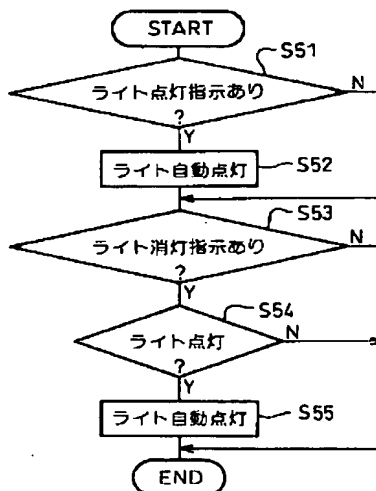 START
S51
ライト点灯指示あり
N
?
Y
ライト自動点灯
S52
S53
ライト消灯指示あり
N
?
Y
S54
ライト点灯
N
?
Y
ライト自動点灯
S55
END